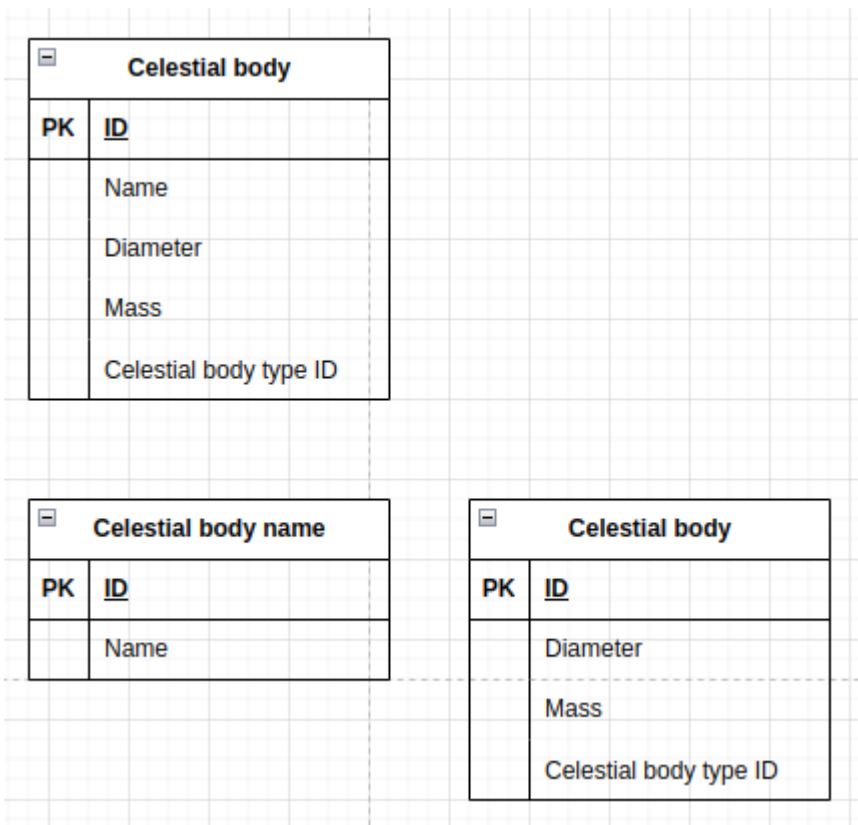 Celestial body
PK ID
Name
Diameter
Mass
Celestial body type ID
Celestial body name
PK ID
Name
Celestial body
PK ID
Diameter
Mass
Celestial body type ID